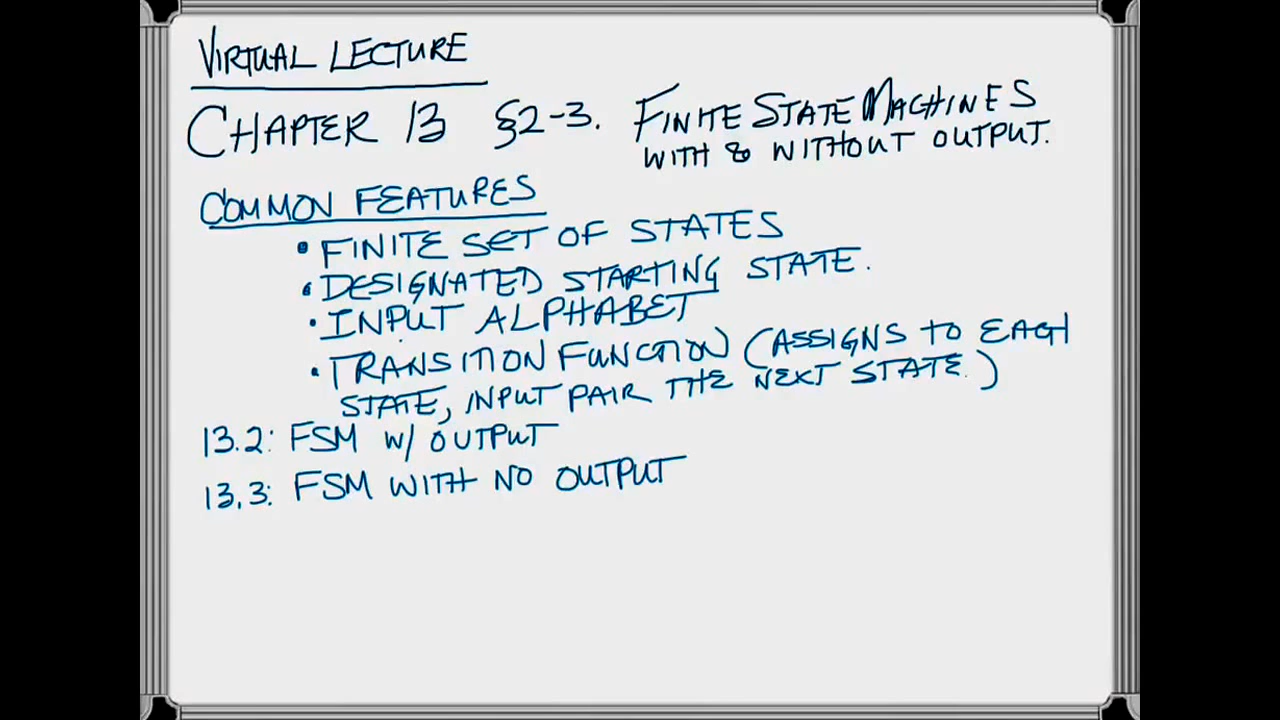 VIRTUAL LECTURE
CHAPTER 13 §2-3. FINITE STATE MACHINES
WITH & WITHOUT OUTPUT.
COMMON FEATURES
• FINITE SET OF STATES
• DESIGNATED STARTING STATE.
• INPUT ALPHABET
• TRANSITION FUNCTION (ASSIGNS TO EACH
STATE, INPUT PAIR THE NEXT STATE.)
13.2: FSM W/ OUTPUT
13.3: FSM WITH NO OUTPUT